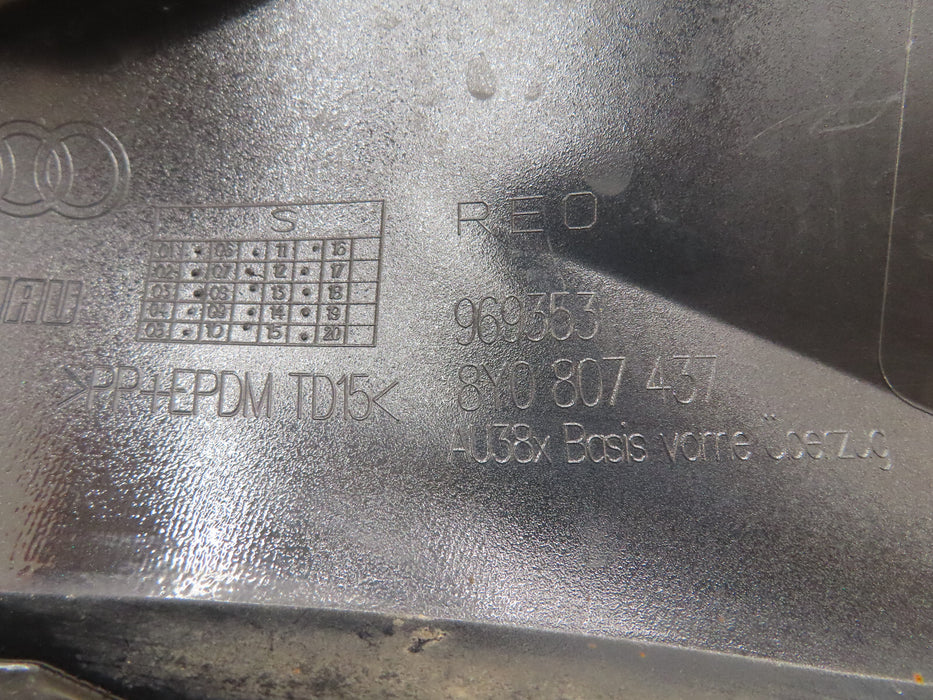 S
01 06 11 16
02 07 12 17
03 08 13 18
04 09 14 19
05 10 15 20
REO
969353
8Y0 807 437
>PP+EPDM TD15<
AU38x Basis vorne Überzug